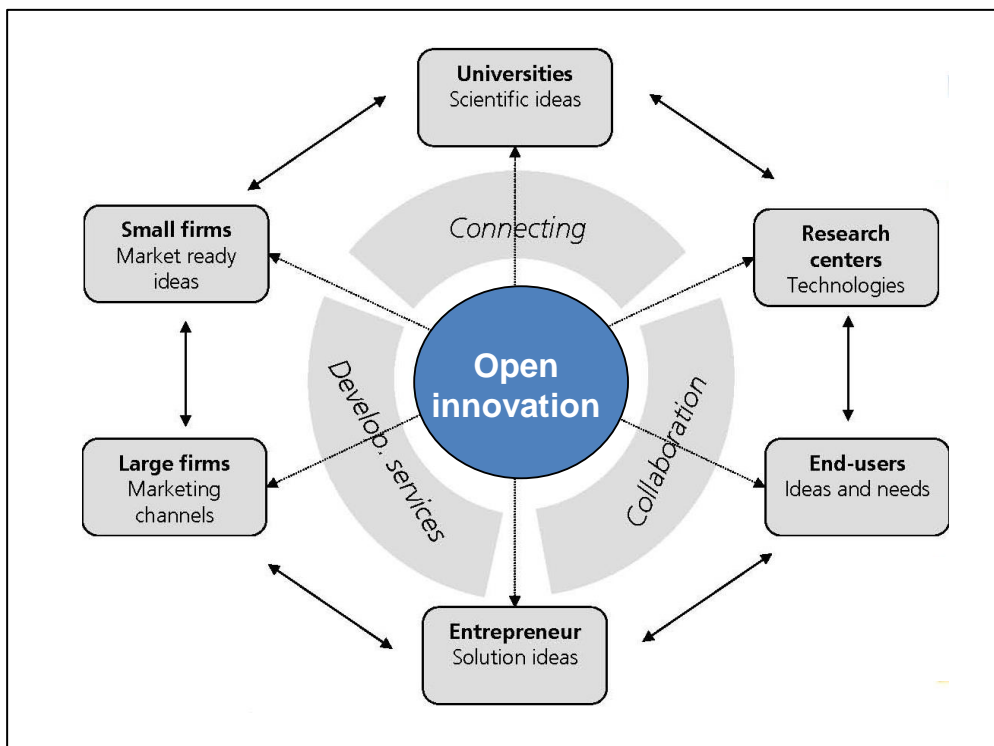 Universities
Scientific ideas
Connecting
Small firms
Market ready
ideas
Research
centers
Technologies
Open
innovation
Develop. services
Collaboration
Large firms
Marketing
channels
End-users
Ideas and needs
Entrepreneur
Solution ideas